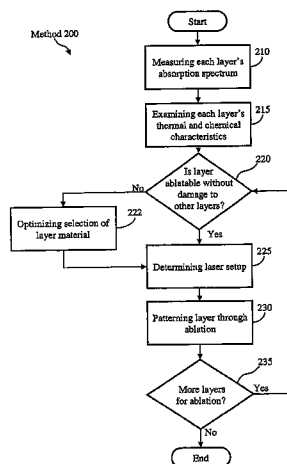 Start
Method 200
210
Measuring each layer's
absorption spectrum
215
Examining each layer's
thermal and chemical
characteristics
220
Is layer
ablatable without
damage to
other layers?
No
222
Optimizing selection of
layer material
Yes
225
Determining laser setup
230
Patterning layer through
ablation
235
More layers
for ablation?
Yes
No
End